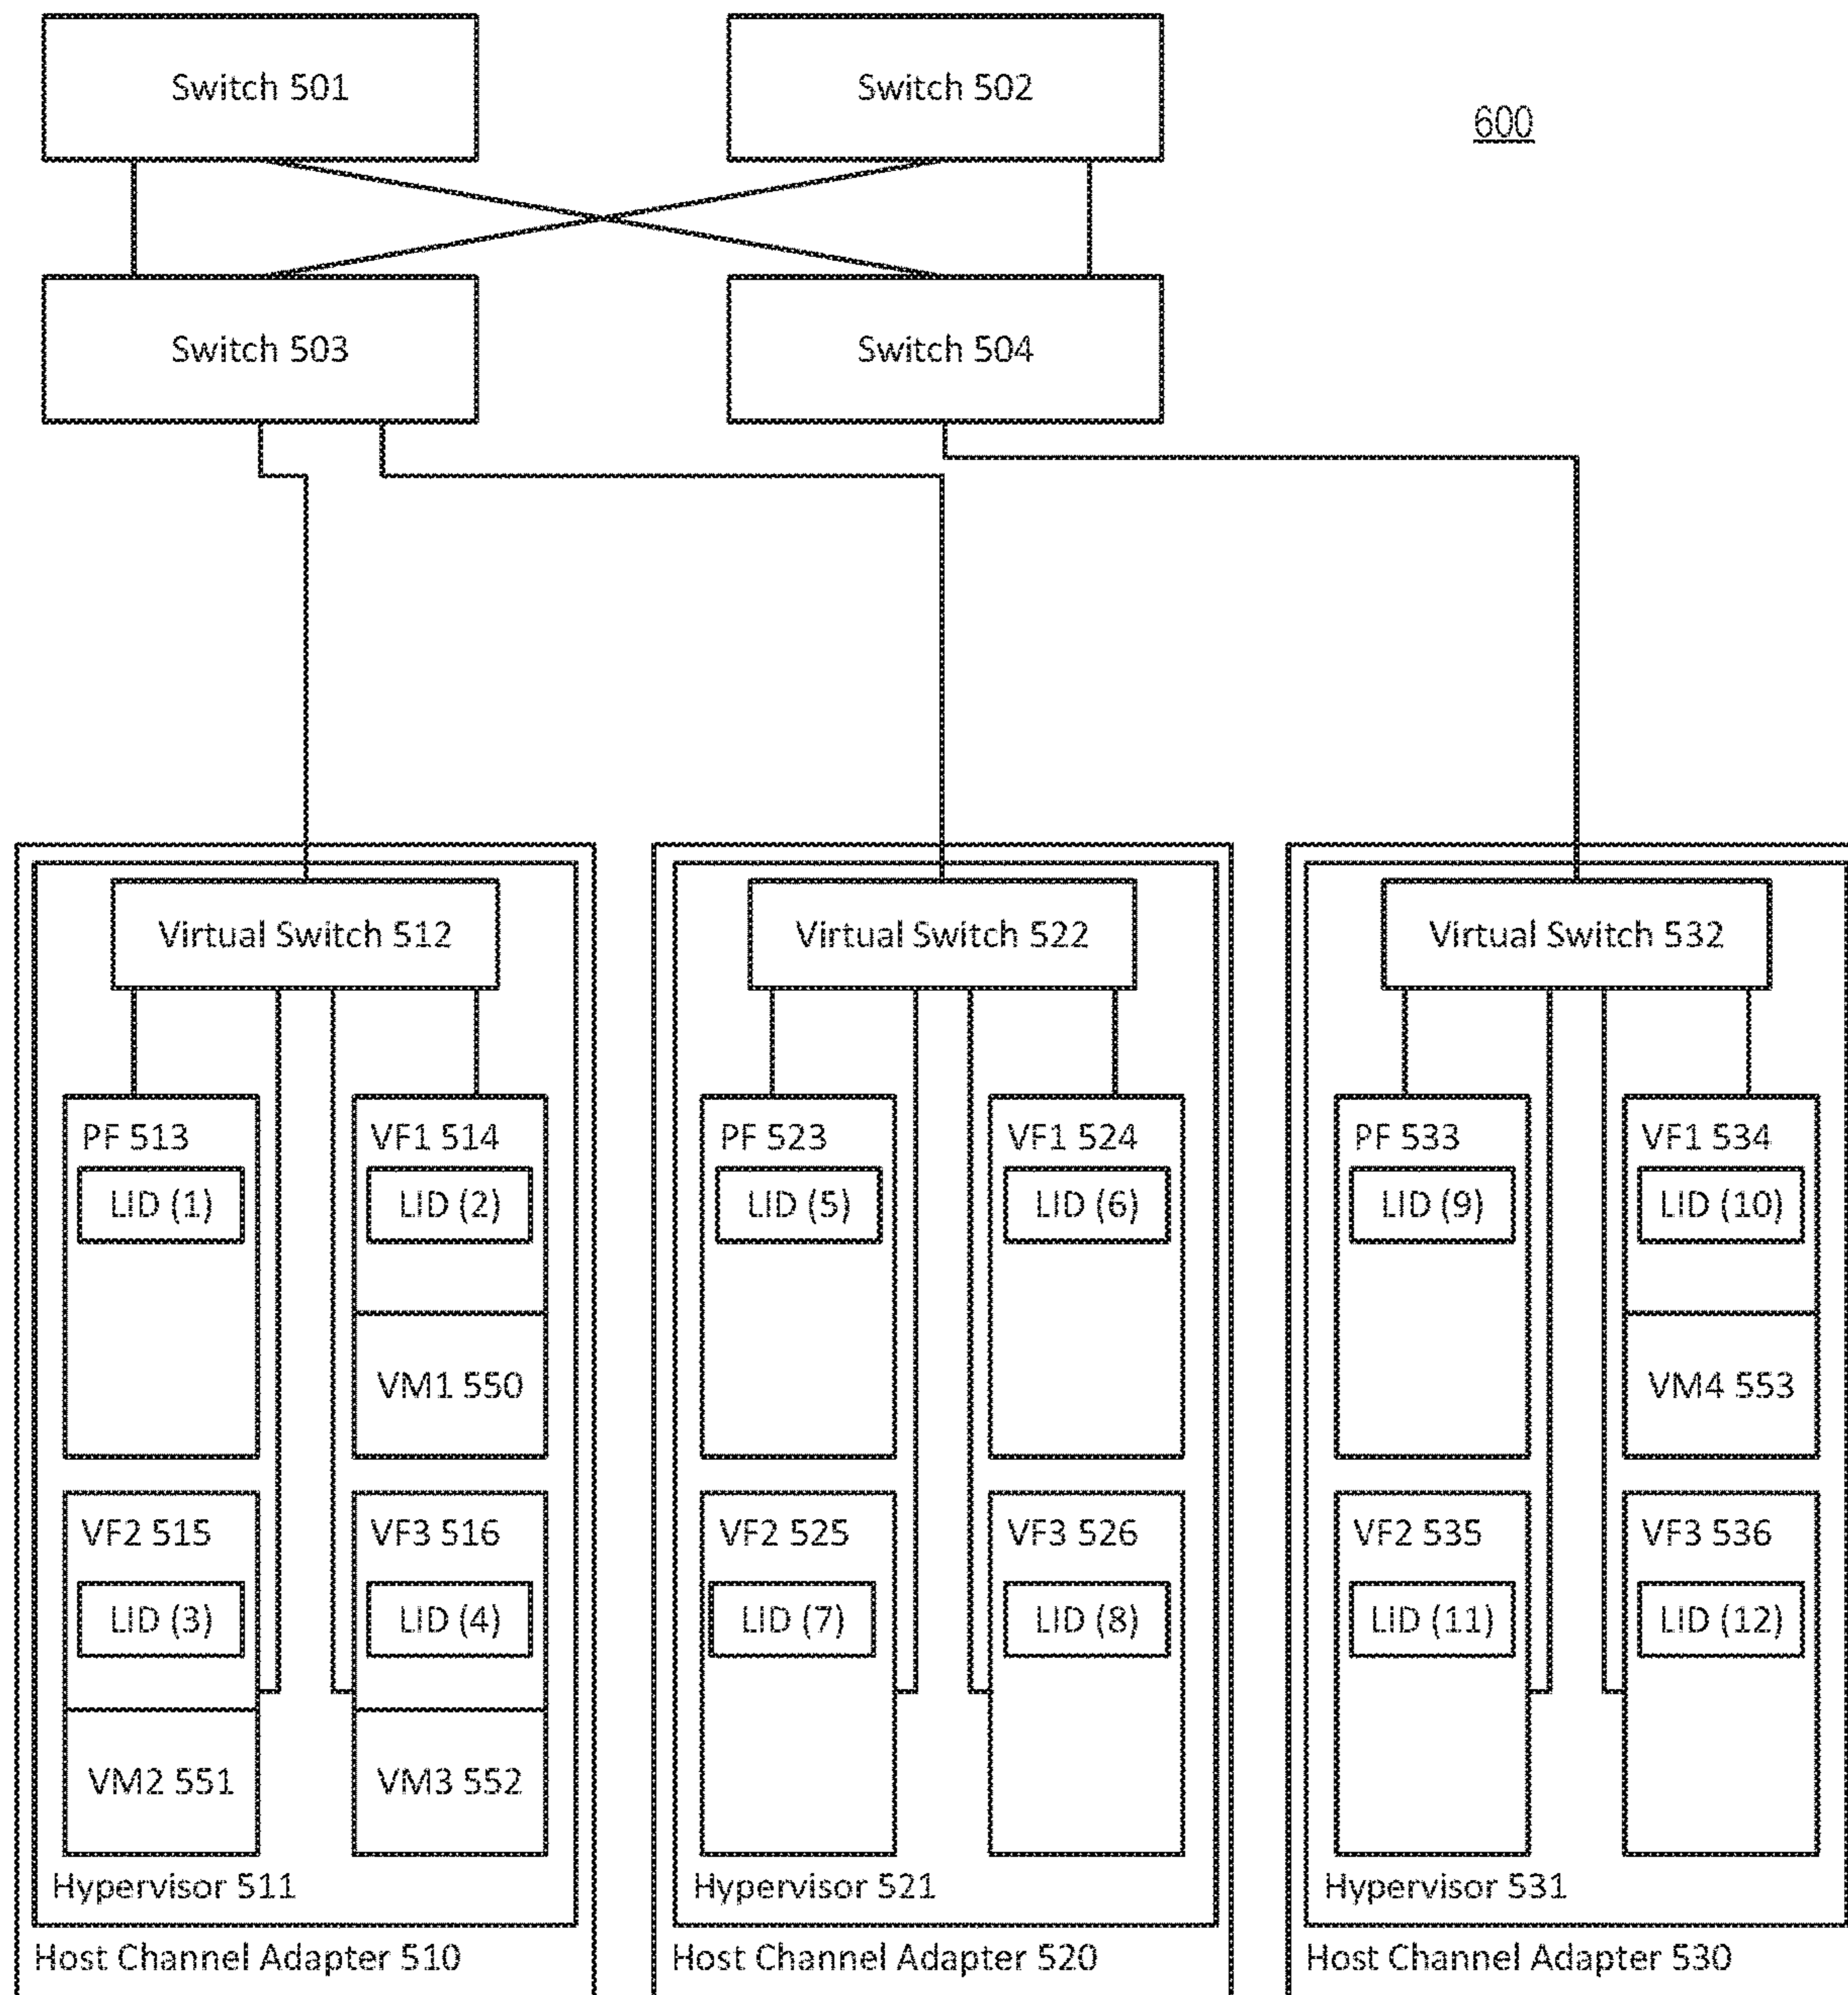 Switch 501
Switch 502
600
Switch 503
Switch 504
Virtual Switch 512
Virtual Switch 522
Virtual Switch 532
PF 513
LID (1)
VF1 514
LID (2)
VM1 550
VF2 515
LID (3)
VM2 551
VF3 516
LID (4)
VM3 552
Hypervisor 511
Host Channel Adapter 510
PF 523
LID (5)
VF1 524
LID (6)
VF2 525
LID (7)
VF3 526
LID (8)
Hypervisor 521
Host Channel Adapter 520
PF 533
LID (9)
VF1 534
LID (10)
VM4 553
VF2 535
LID (11)
VF3 536
LID (12)
Hypervisor 531
Host Channel Adapter 530